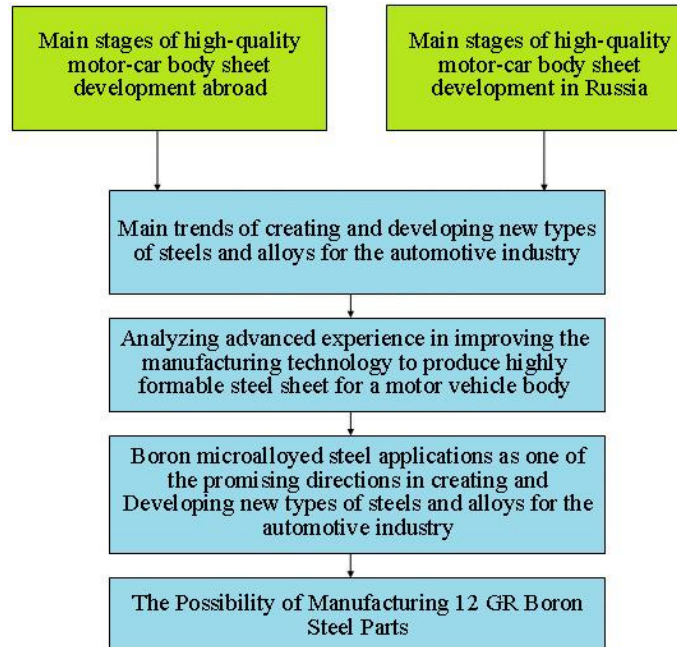 Main stages of high-quality
motor-car body sheet
development abroad
Main stages of high-quality
motor-car body sheet
development in Russia
Main trends of creating and developing new types
of steels and alloys for the automotive industry
Analyzing advanced experience in improving the
manufacturing technology to produce highly
formable steel sheet for a motor vehicle body
Boron microalloyed steel applications as one of
the promising directions in creating and
Developing new types of steels and alloys for the
automotive industry
The Possibility of Manufacturing 12 GR Boron
Steel Parts